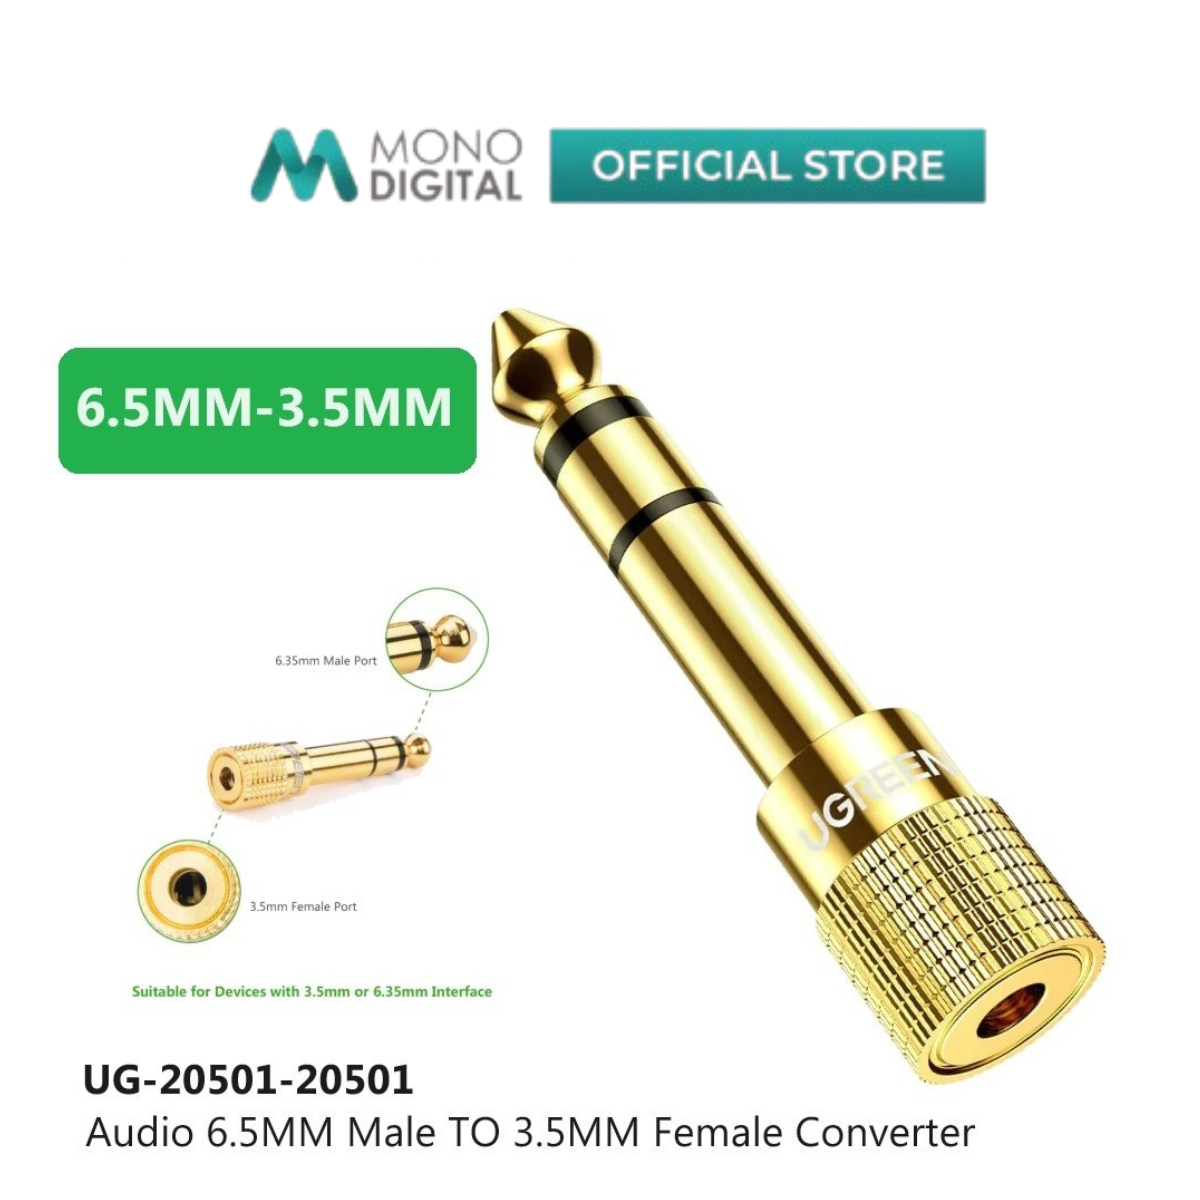 MONO
DIGITAL
OFFICIAL STORE
6.5MM-3.5MM
6.35mm Male Port
UGREEN
3.5mm Female Port
Suitable for Devices with 3.5mm or 6.35mm Interface
UG-20501-20501
Audio 6.5MM Male TO 3.5MM Female Converter